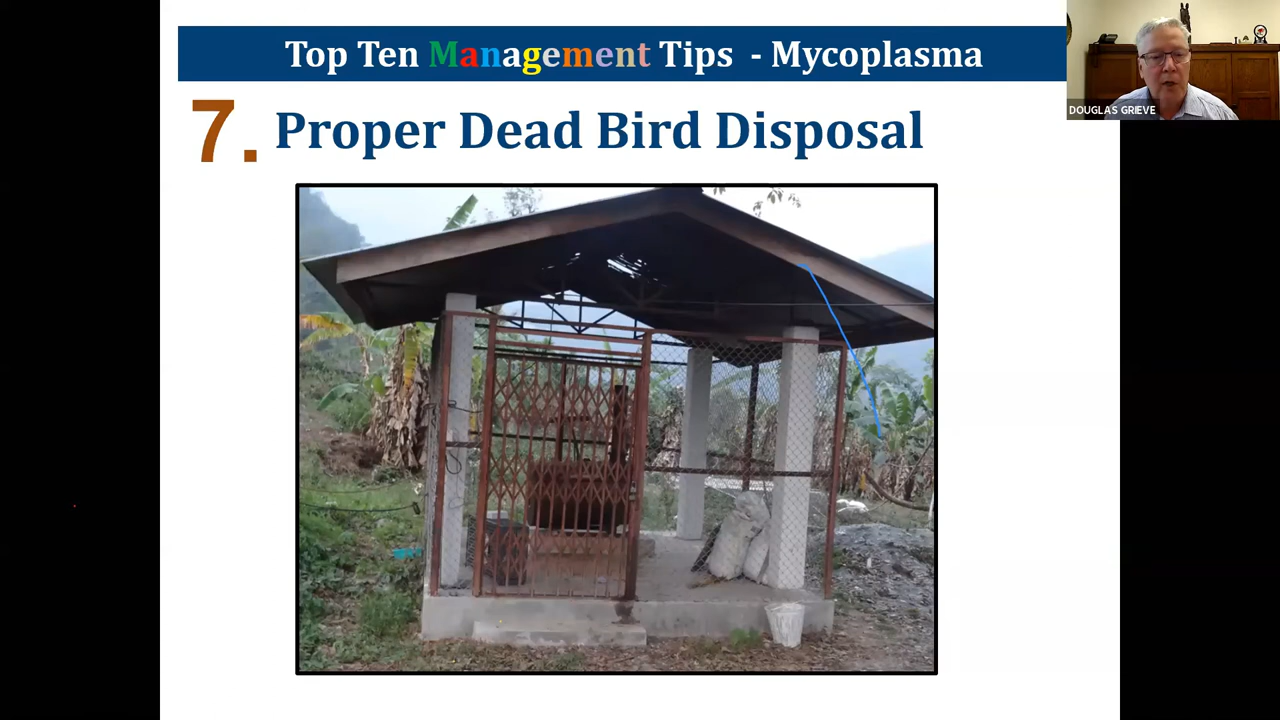 Top Ten Management Tips - Mycoplasma
DOUGLAS GRIEVE
7. Proper Dead Bird Disposal